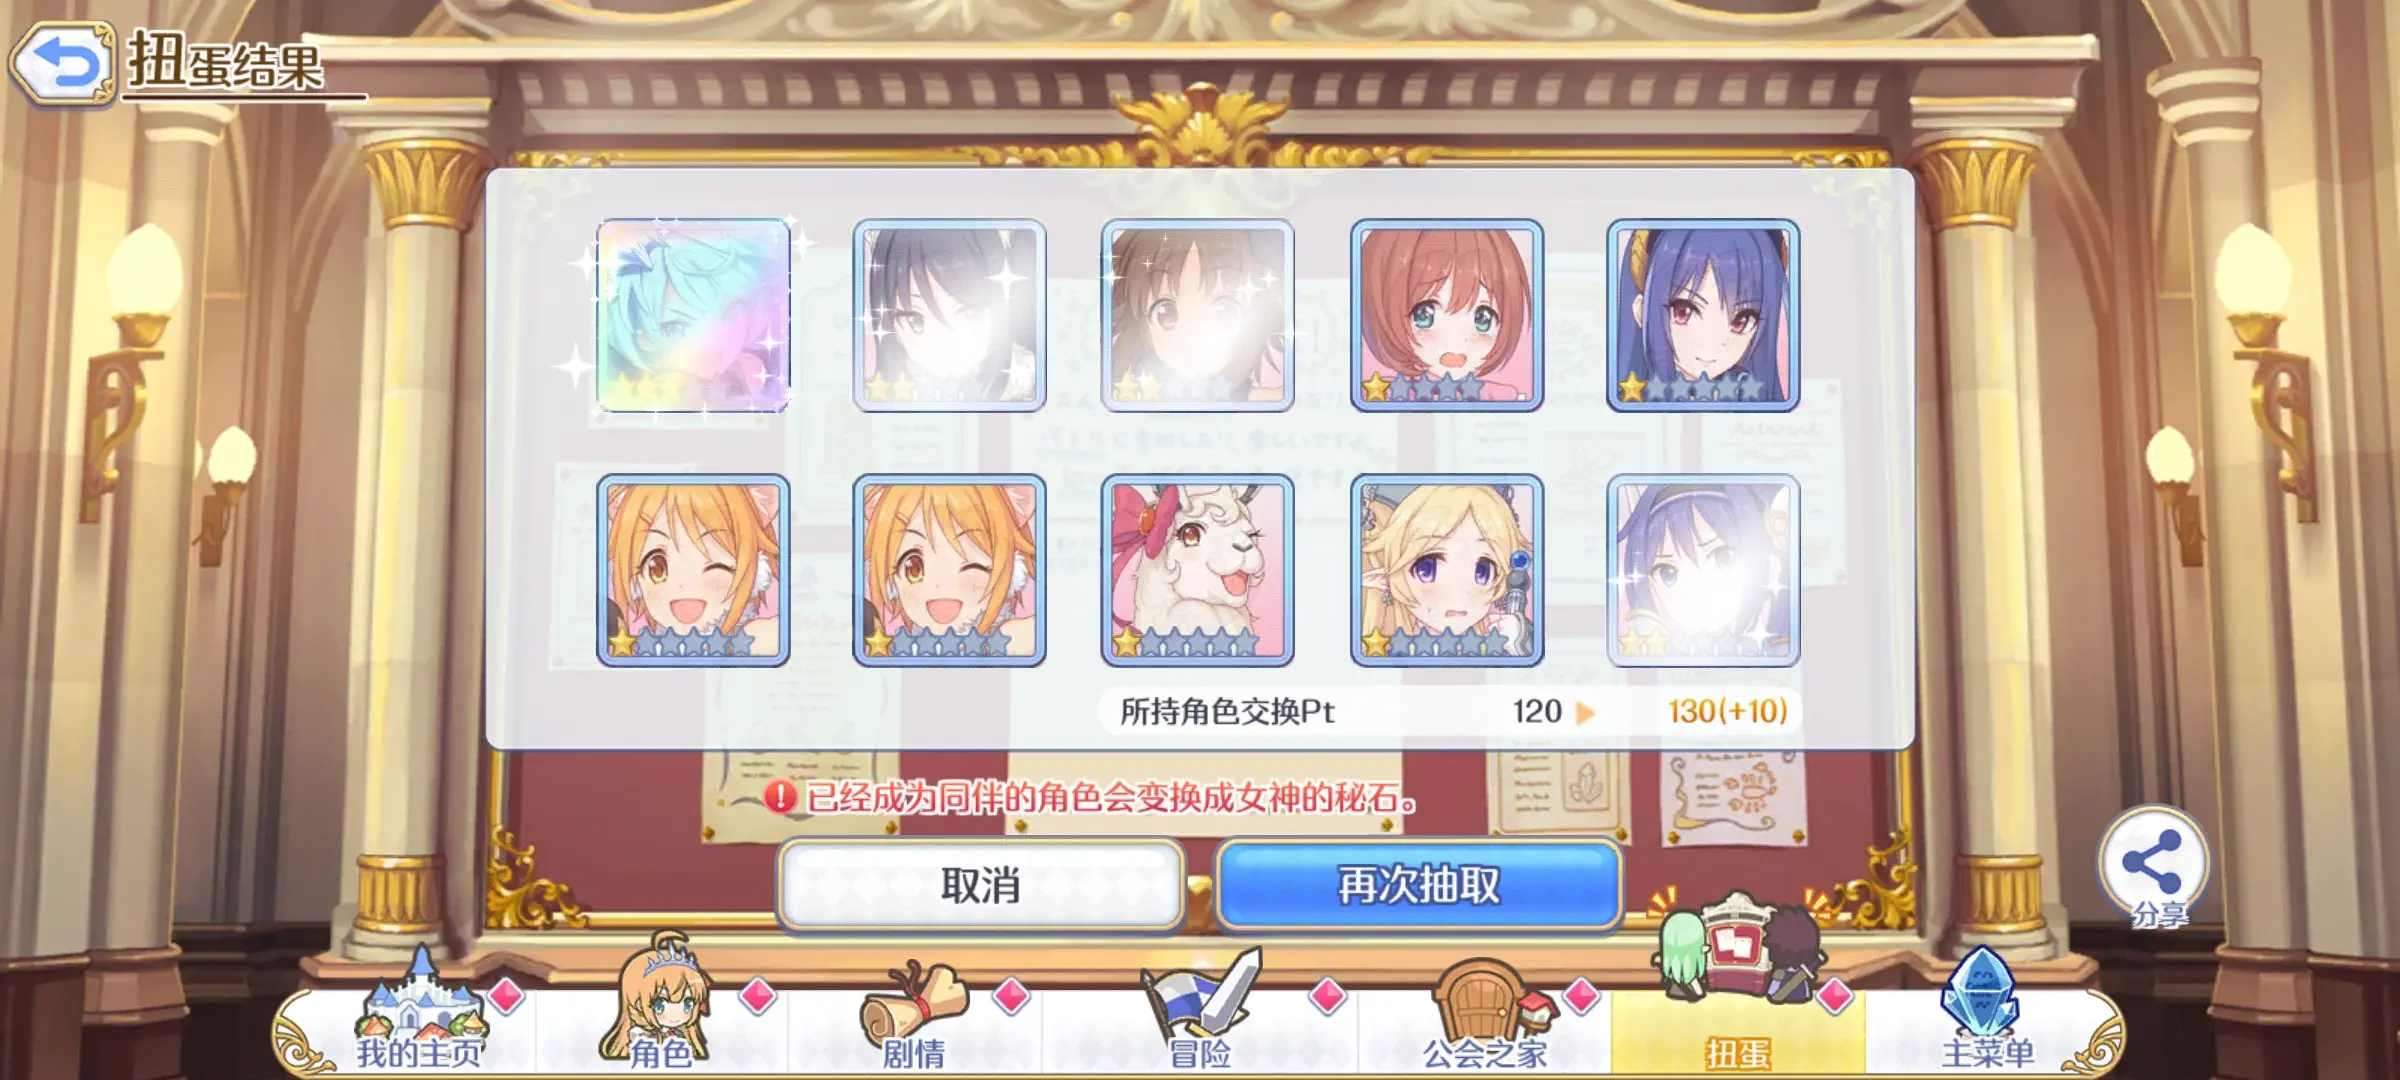 扭蛋结果
所持角色交换Pt 120 130(+10)
已经成为同伴的角色会变换成女神的秘石。
取消
再次抽取
分享
我的主页
角色
剧情
冒险
公会之家
扭蛋
主菜单